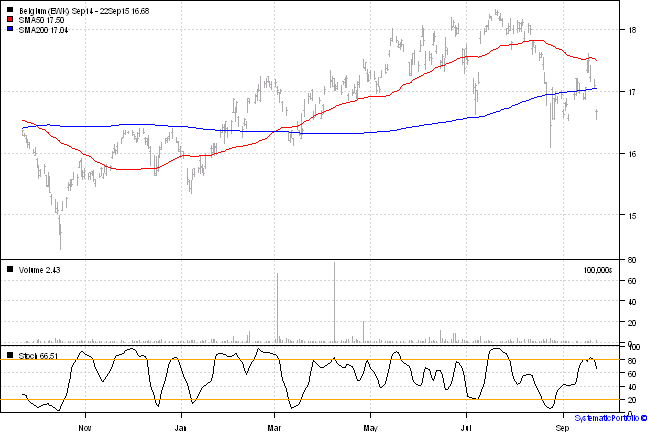 Belgium (EWK) Sep14 - 22Sep15 16.68
SMA50 17.50
SMA200 17.04
18
17
16
15
Volume 2.43
100,000s
80
60
40
20
0
Stoch 66.51
100
80
60
40
20
0
Nov Jan Mar May Jul Sep
SystematicPortfolio ©